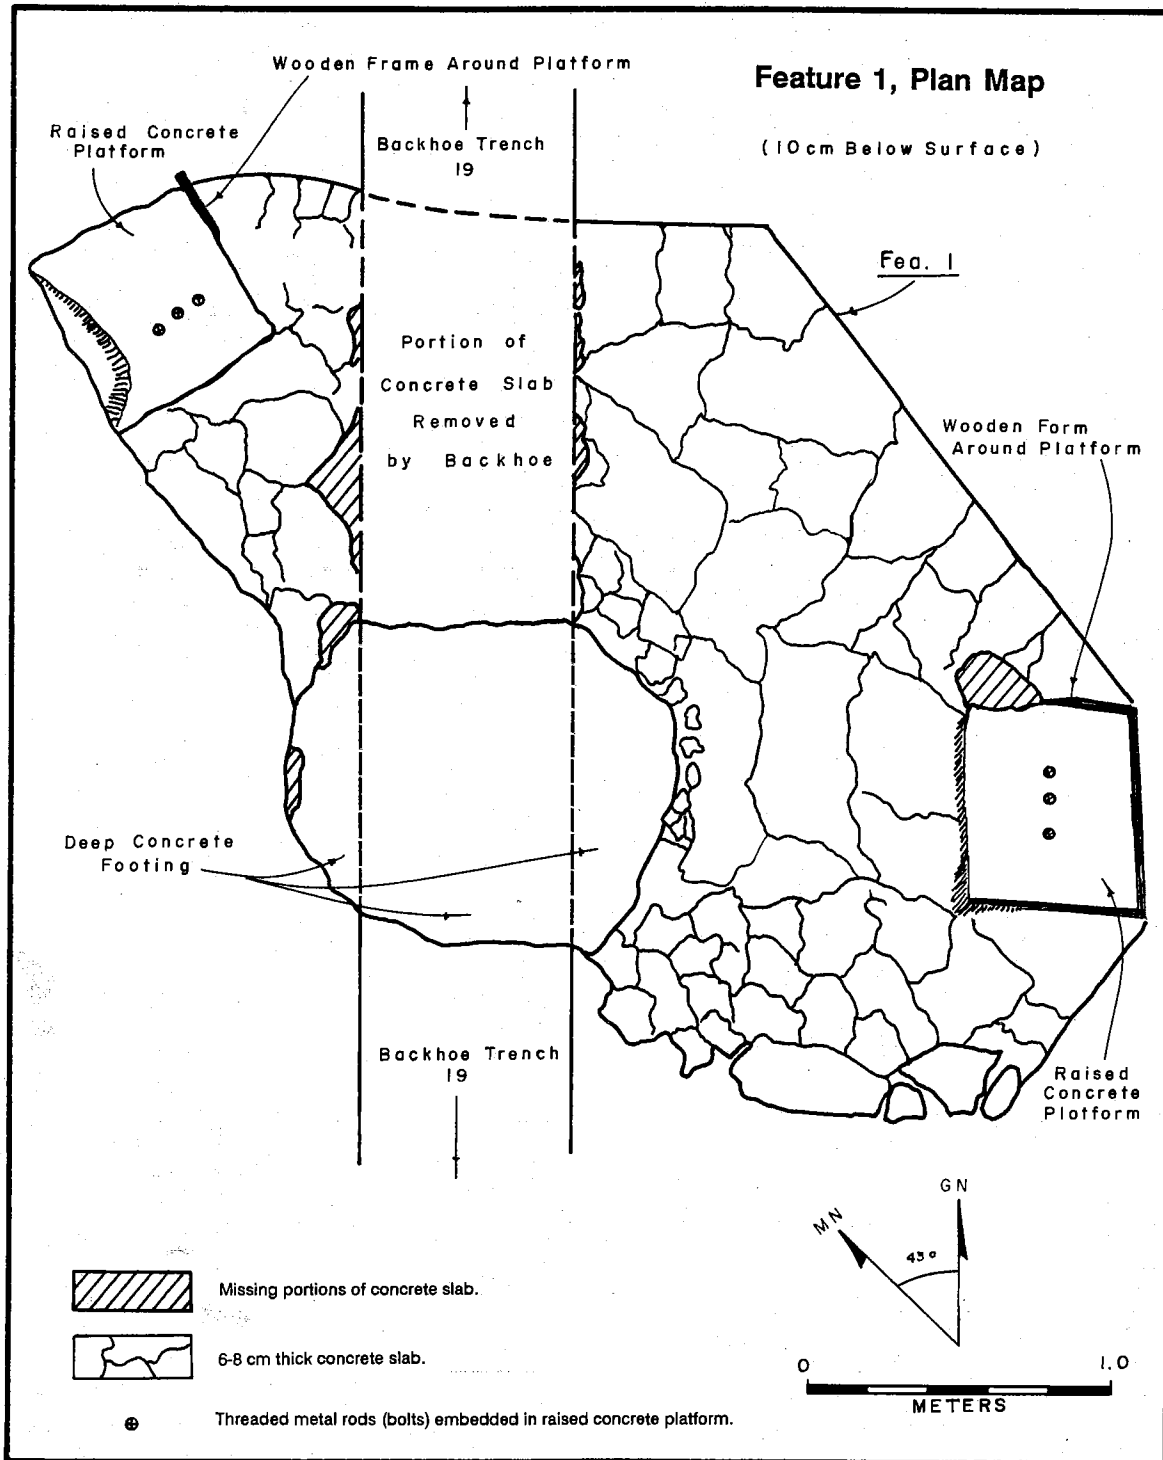 Feature 1, Plan Map
(10cm Below Surface)
Wooden Frame Around Platform
Raised Concrete
Platform
Backhoe Trench
19
Fea. 1
Portion of
Concrete Slab
Removed
by Backhoe
Wooden Form
Around Platform
Deep Concrete
Footing
Backhoe Trench
19
Raised
Concrete
Platform
GN
MN
43°
Missing portions of concrete slab.
6-8 cm thick concrete slab.
Threaded metal rods (bolts) embedded in raised concrete platform.
0 1.0
METERS